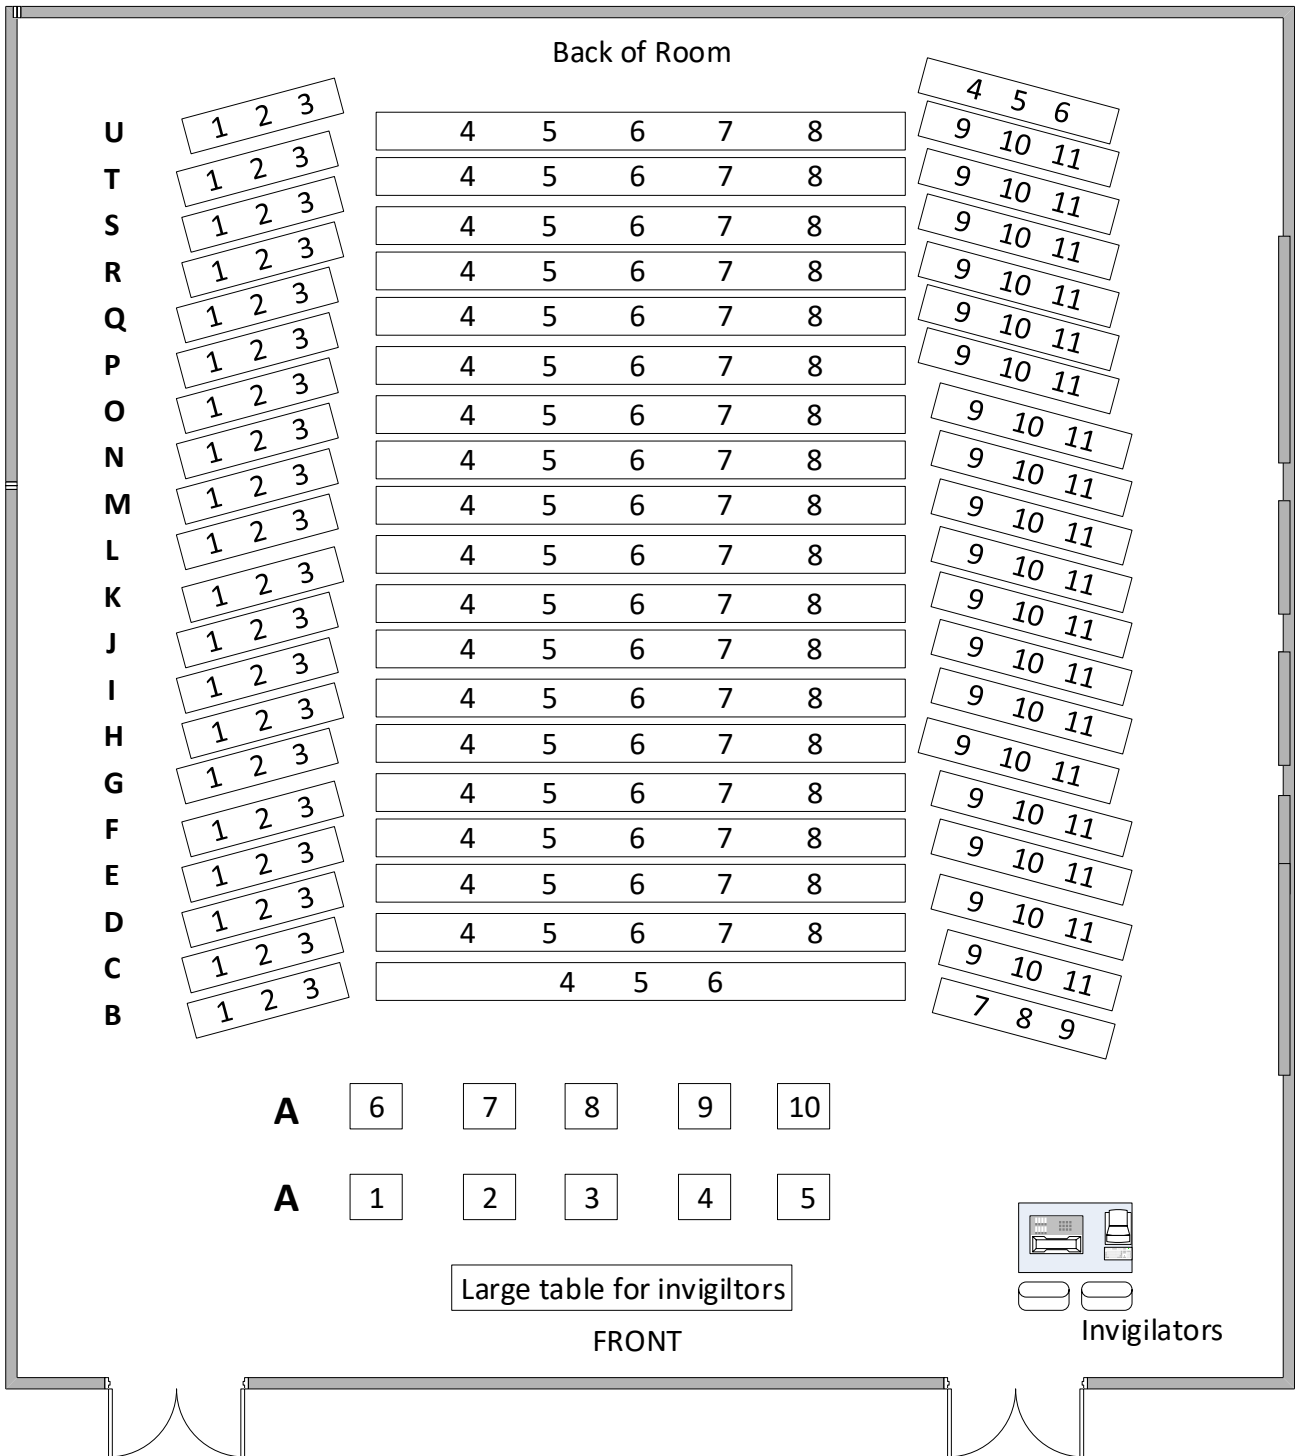 Back of Room
U 1 2 3 4 5 6
T 1 2 3 4 5 6 7 8 9 10 11
S 1 2 3 4 5 6 7 8 9 10 11
R 1 2 3 4 5 6 7 8 9 10 11
Q 1 2 3 4 5 6 7 8 9 10 11
P 1 2 3 4 5 6 7 8 9 10 11
O 1 2 3 4 5 6 7 8 9 10 11
N 1 2 3 4 5 6 7 8 9 10 11
M 1 2 3 4 5 6 7 8 9 10 11
L 1 2 3 4 5 6 7 8 9 10 11
K 1 2 3 4 5 6 7 8 9 10 11
J 1 2 3 4 5 6 7 8 9 10 11
I 1 2 3 4 5 6 7 8 9 10 11
H 1 2 3 4 5 6 7 8 9 10 11
G 1 2 3 4 5 6 7 8 9 10 11
F 1 2 3 4 5 6 7 8 9 10 11
E 1 2 3 4 5 6 7 8 9 10 11
D 1 2 3 4 5 6 7 8 9 10 11
C 1 2 3 4 5 6 7 8 9 10 11
B 1 2 3 4 5 6 7 8 9
A 6 7 8 9 10
A 1 2 3 4 5
Large table for invigiltors
Invigilators
FRONT